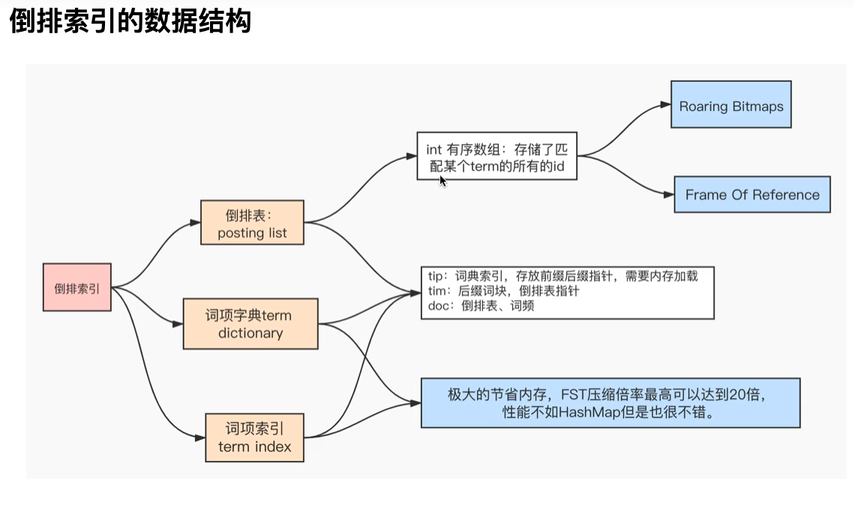 倒排索引的数据结构
Roaring Bitmaps
int 有序数组：存储了匹
配某个term的所有的id
Frame Of Reference
倒排表：
posting list
倒排索引
tip：词典索引，存放前缀后缀指针，需要内存加载
tim：后缀词块，倒排表指针
doc：倒排表、词频
词项字典term
dictionary
极大的节省内存，FST压缩倍率最高可以达到20倍，
性能不如HashMap但是也很不错。
词项索引
term index